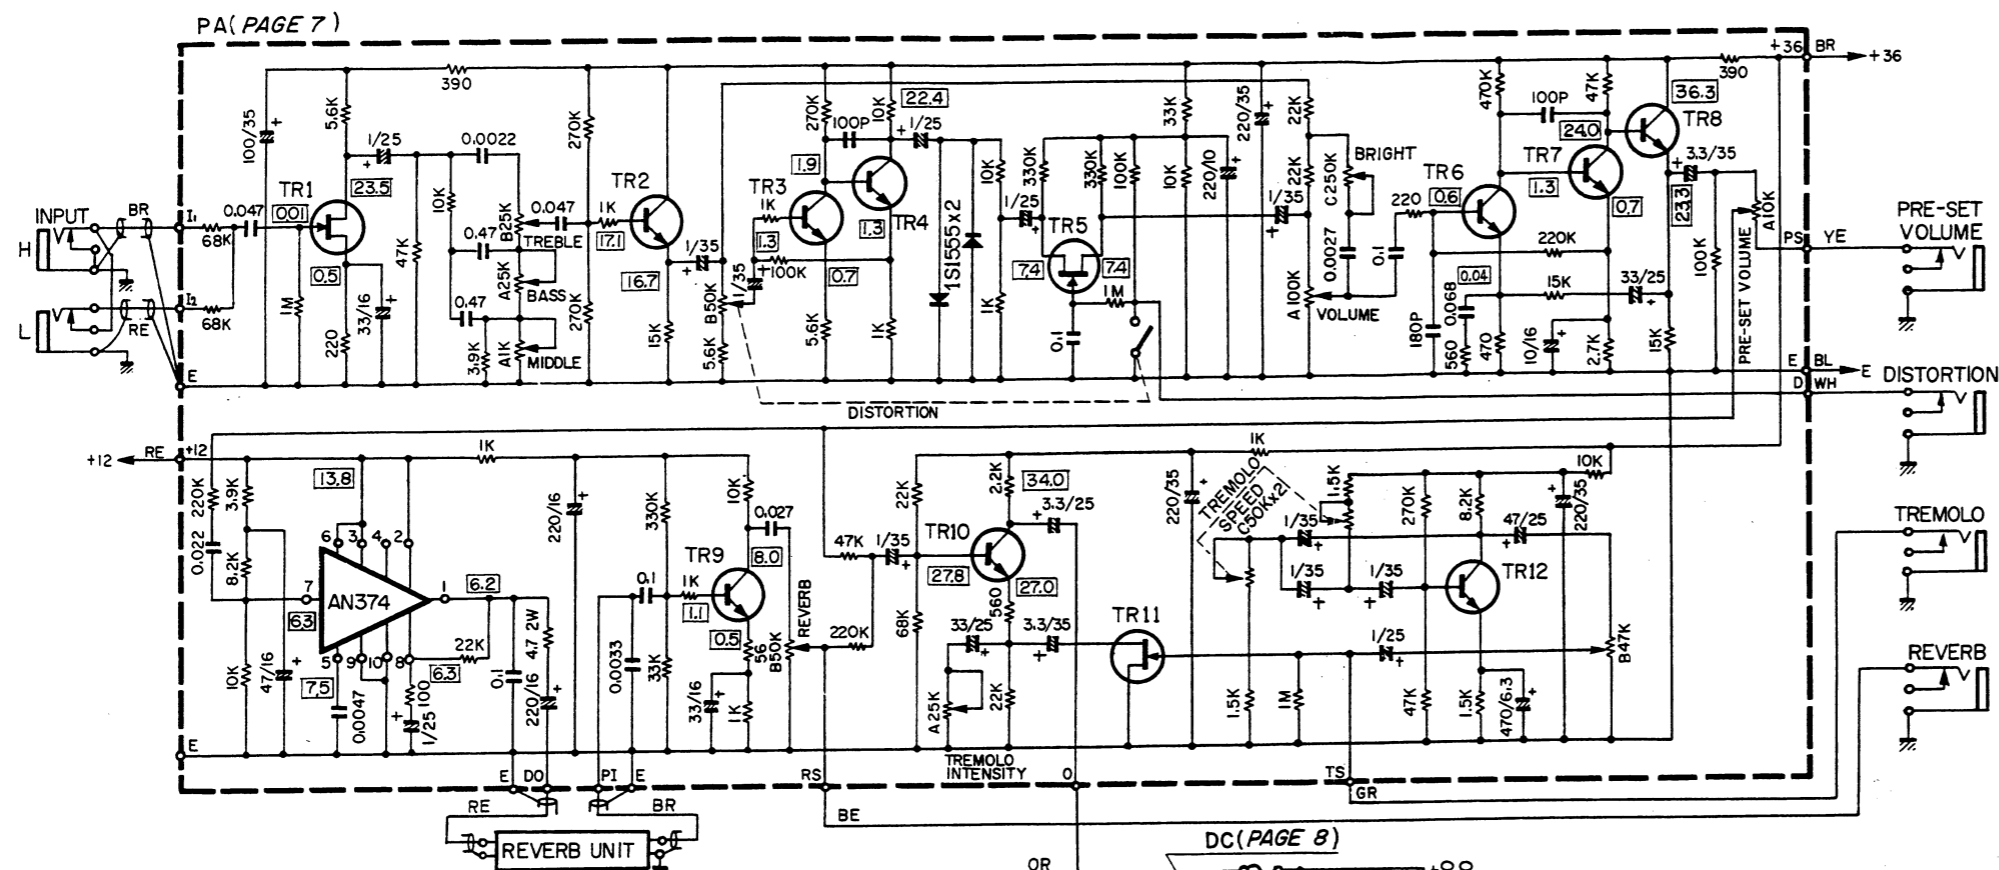 PA(PAGE 7)
+36 BR +36
390
390
100/35 +
5.6K
1/25 +
0.0022
270K
270K
10K
22.4
100P
1/25 +
33K
220/35 +
22K
470K
100P
47K
36.3
TR8
TR1
23.5
10K
B25K
TREBLE
0.047
1K
TR2
17.1
16.7
1/35 +
TR3
1K
1.9
1.3
TR4
1.3
100K
0.7
1/35 +
1S1555x2
10K
330K
330K
100K
10K
220/10 +
1/25 +
TR5
7.4
7.4
1M
1/35 +
22K
C250K
BRIGHT
0.0027
0.1
220
TR6
0.6
TR7
24.0
1.3
0.7
3.3/35 +
23.3
A10K
PRE-SET VOLUME
100K
PS YE
PRE-SET
VOLUME
INPUT
BR
H
I1
68K
0.047
0.01
0.5
L
I2
RE
68K
1M
220
33/16 +
47K
0.47
A25K
BASS
0.47
3.9K
A1K
MIDDLE
270K
15K
B50K
5.6K
5.6K
1K
1K
0.1
A100K
VOLUME
220K
0.04
0.068
15K
33/25 +
180P
560
470
10/16 +
2.7K
15K
E
E BL E
D WH
DISTORTION
DISTORTION
+12 RE +12
1K
1K
220K
3.9K
13.8
6 3 4 2
0.022
8.2K
7
AN374
1
6.2
6.3
5 9 10 8
22K
6.3
7.5
10K
47/16 +
0.0047
100
1/25 +
0.1
4.7 2W
220/16 +
220/16 +
330K
10K
0.027
TR9
8.0
0.1
1K
1.1
0.5
56
B50K
REVERB
0.0033
33K
33/16 +
1K
22K
2.2K
34.0
3.3/25 +
TR10
47K
1/35 +
27.8
27.0
560
220K
68K
33/25 +
3.3/35 +
A25K
22K
TREMOLO
INTENSITY
TR11
220/35 +
TREMOLO
SPEED
C50Kx2
1.5K
1/35 +
1/35 +
1/35 +
270K
8.2K
47/25 +
220/35 +
10K
TR12
1/25 +
1.5K
1M
47K
1.5K
470/6.3 +
B47K
TREMOLO
REVERB
E
E DO PI E
RS
O
TS
RE
BR
BE
GR
REVERB UNIT
OR
DC(PAGE 8)